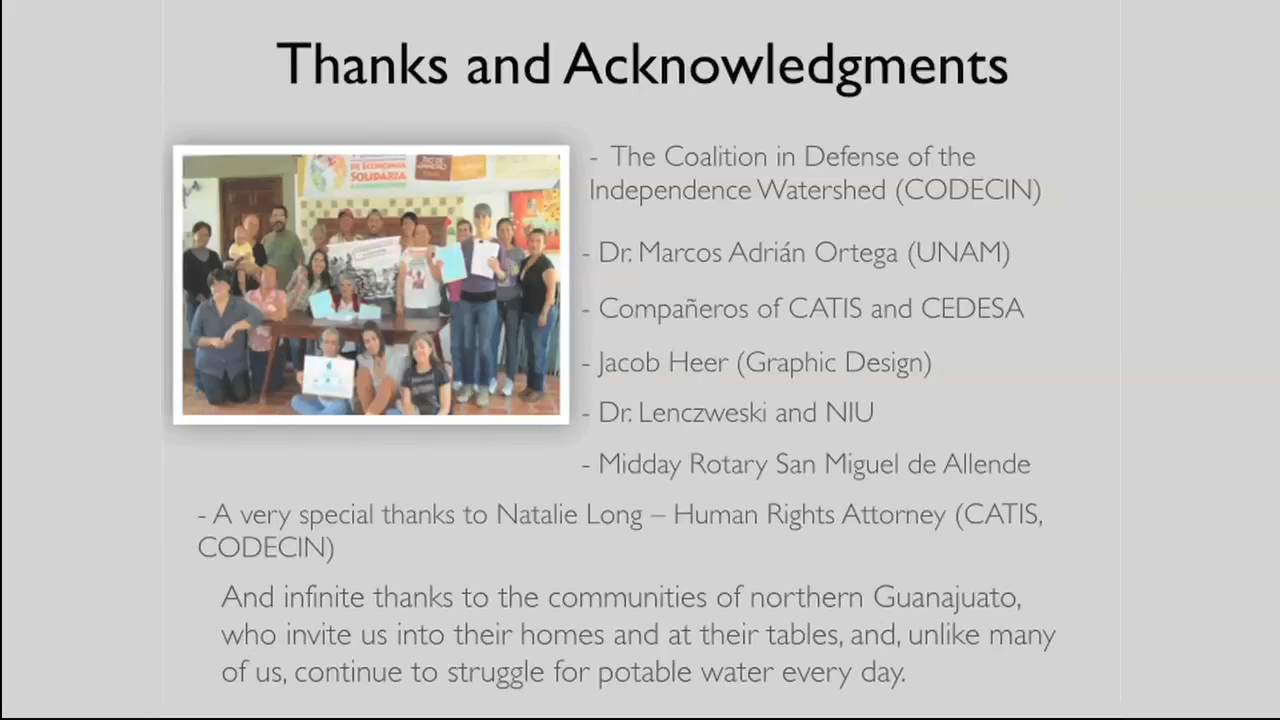 Thanks and Acknowledgments
DE ECONOMIA
SOLIDARIA
- The Coalition in Defense of the
Independence Watershed (CODECIN)
- Dr. Marcos Adrián Ortega (UNAM)
- Compañeros of CATIS and CEDESA
- Jacob Heer (Graphic Design)
- Dr. Lenczweski and NIU
- Midday Rotary San Miguel de Allende
- A very special thanks to Natalie Long – Human Rights Attorney (CATIS,
CODECIN)
And infinite thanks to the communities of northern Guanajuato,
who invite us into their homes and at their tables, and, unlike many
of us, continue to struggle for potable water every day.